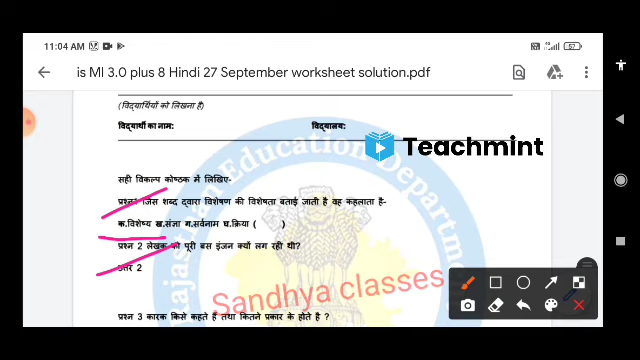 11:04 AM
57
is Ml 3.0 plus 8 Hindi 27 September worksheet solution.pdf
(विद्यार्थियों को लिखना है)
विद्यार्थी का नाम: विद्यालय:
Teachmint
सही विकल्प कोष्ठक में लिखिए-
प्रश्न1 जिस शब्द द्वारा विशेषण की विशेषता बताई जाती है वह कहलाता है-
क.विशेष्य ख.संज्ञा ग.सर्वनाम घ.क्रिया ( )
प्रश्न 2 लेखक को पूरी बस इंजन क्यों लग रही थी?
उत्तर 2
Sandhya classes
प्रश्न 3 कारक किसे कहते हैं तथा कितने प्रकार के होते है ?